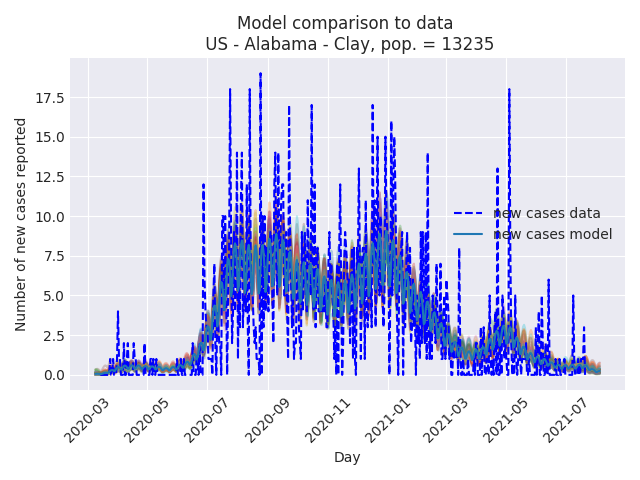 Model comparison to data
US - Alabama - Clay, pop. = 13235
Number of new cases reported
17.5
15.0
12.5
10.0
7.5
5.0
2.5
0.0
new cases data
new cases model
2020-03
2020-05
2020-07
2020-09
2020-11
2021-01
2021-03
2021-05
2021-07
Day